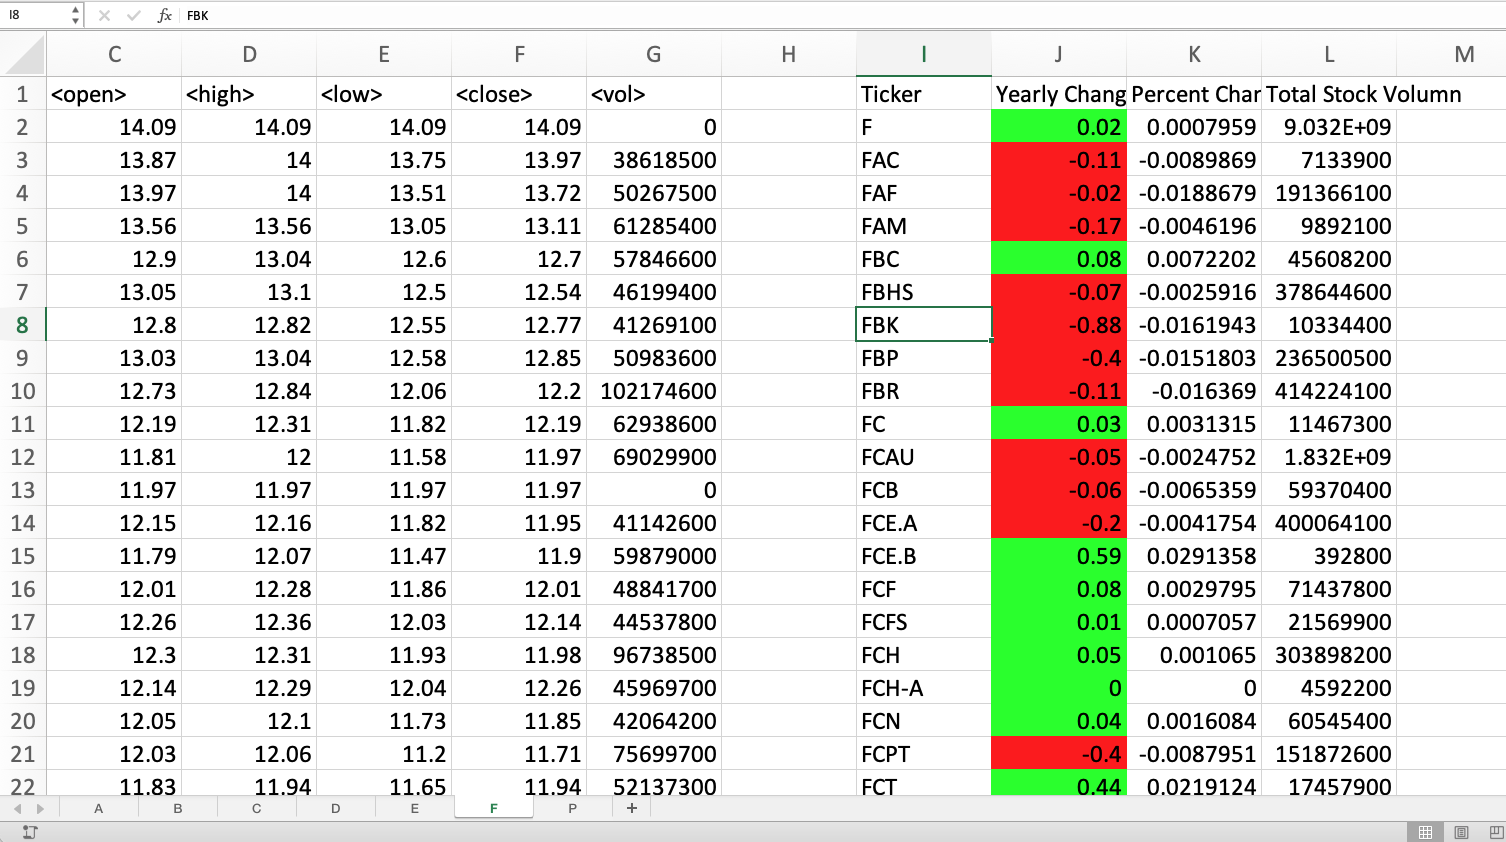 I8 fx FBK
C D E F G H I J K L M
1 <open> <high> <low> <close> <vol> Ticker Yearly Chang Percent Char Total Stock Volumn
2 14.09 14.09 14.09 14.09 0 F 0.02 0.0007959 9.032E+09
3 13.87 14 13.75 13.97 38618500 FAC -0.11 -0.0089869 7133900
4 13.97 14 13.51 13.72 50267500 FAF -0.02 -0.0188679 191366100
5 13.56 13.56 13.05 13.11 61285400 FAM -0.17 -0.0046196 9892100
6 12.9 13.04 12.6 12.7 57846600 FBC 0.08 0.0072202 45608200
7 13.05 13.1 12.5 12.54 46199400 FBHS -0.07 -0.0025916 378644600
8 12.8 12.82 12.55 12.77 41269100 FBK -0.88 -0.0161943 10334400
9 13.03 13.04 12.58 12.85 50983600 FBP -0.4 -0.0151803 236500500
10 12.73 12.84 12.06 12.2 102174600 FBR -0.11 -0.016369 414224100
11 12.19 12.31 11.82 12.19 62938600 FC 0.03 0.0031315 11467300
12 11.81 12 11.58 11.97 69029900 FCAU -0.05 -0.0024752 1.832E+09
13 11.97 11.97 11.97 11.97 0 FCB -0.06 -0.0065359 59370400
14 12.15 12.16 11.82 11.95 41142600 FCE.A -0.2 -0.0041754 400064100
15 11.79 12.07 11.47 11.9 59879000 FCE.B 0.59 0.0291358 392800
16 12.01 12.28 11.86 12.01 48841700 FCF 0.08 0.0029795 71437800
17 12.26 12.36 12.03 12.14 44537800 FCFS 0.01 0.0007057 21569900
18 12.3 12.31 11.93 11.98 96738500 FCH 0.05 0.001065 303898200
19 12.14 12.29 12.04 12.26 45969700 FCH-A 0 0 4592200
20 12.05 12.1 11.73 11.85 42064200 FCN 0.04 0.0016084 60545400
21 12.03 12.06 11.2 11.71 75699700 FCPT -0.4 -0.0087951 151872600
22 11.83 11.94 11.65 11.94 52137300 FCT 0.44 0.0219124 17457900
A B C D E F P +